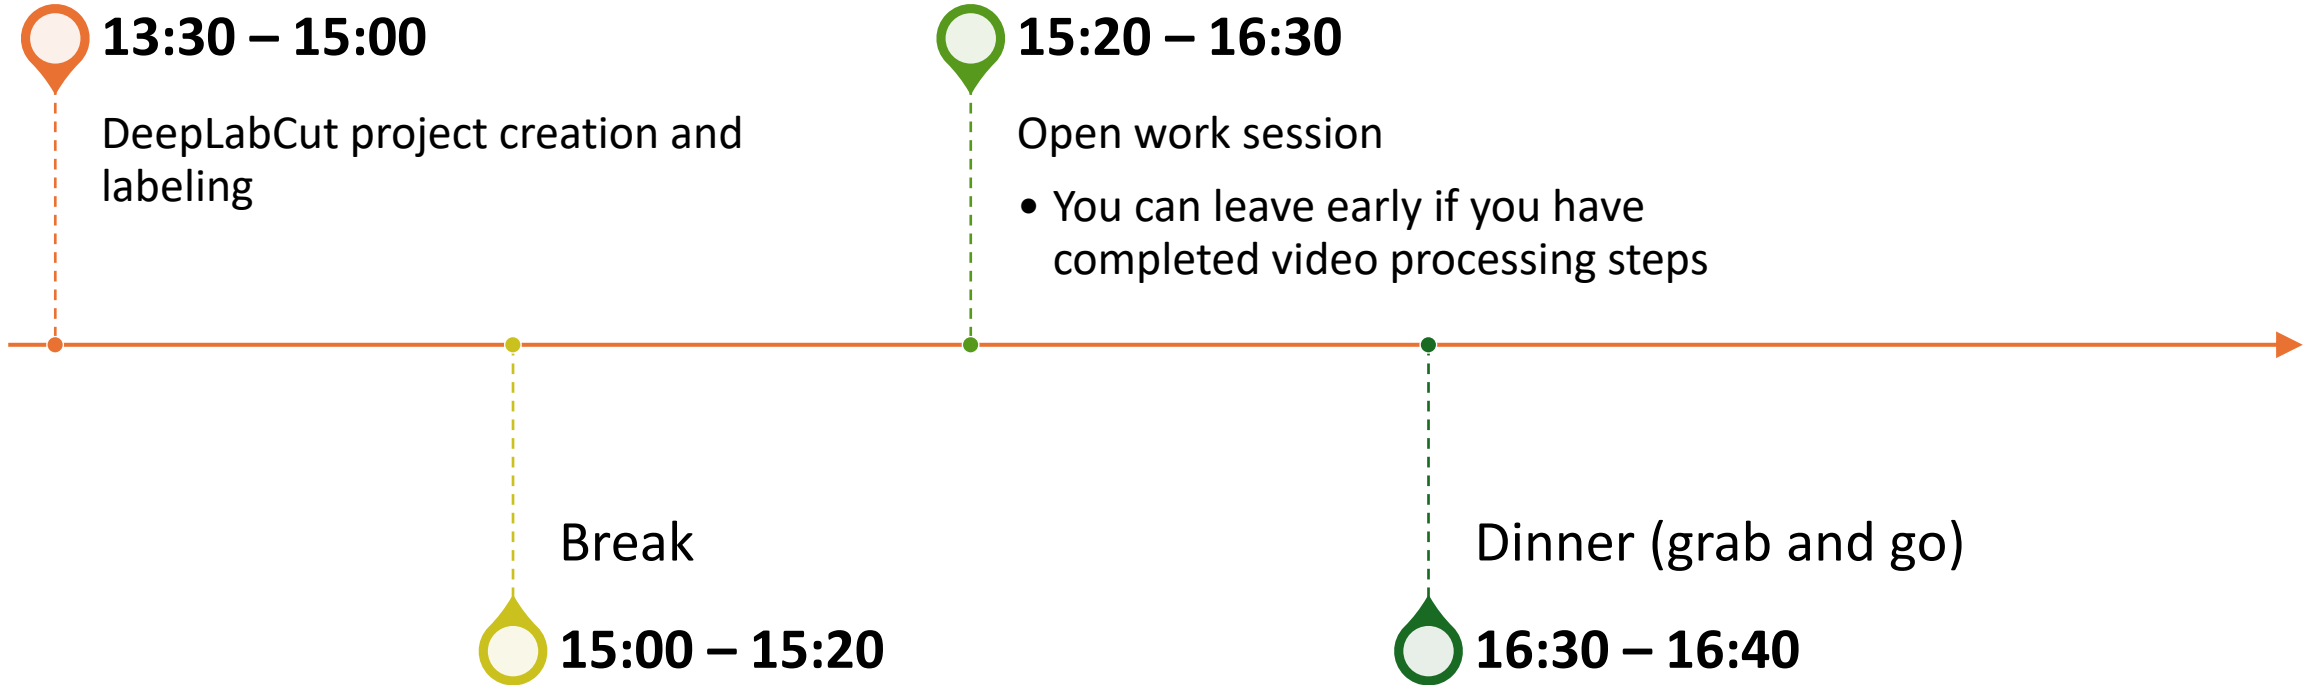 13:30 – 15:00
DeepLabCut project creation and
labeling
15:00 – 15:20
Break
15:20 – 16:30
Open work session
• You can leave early if you have
completed video processing steps
16:30 – 16:40
Dinner (grab and go)